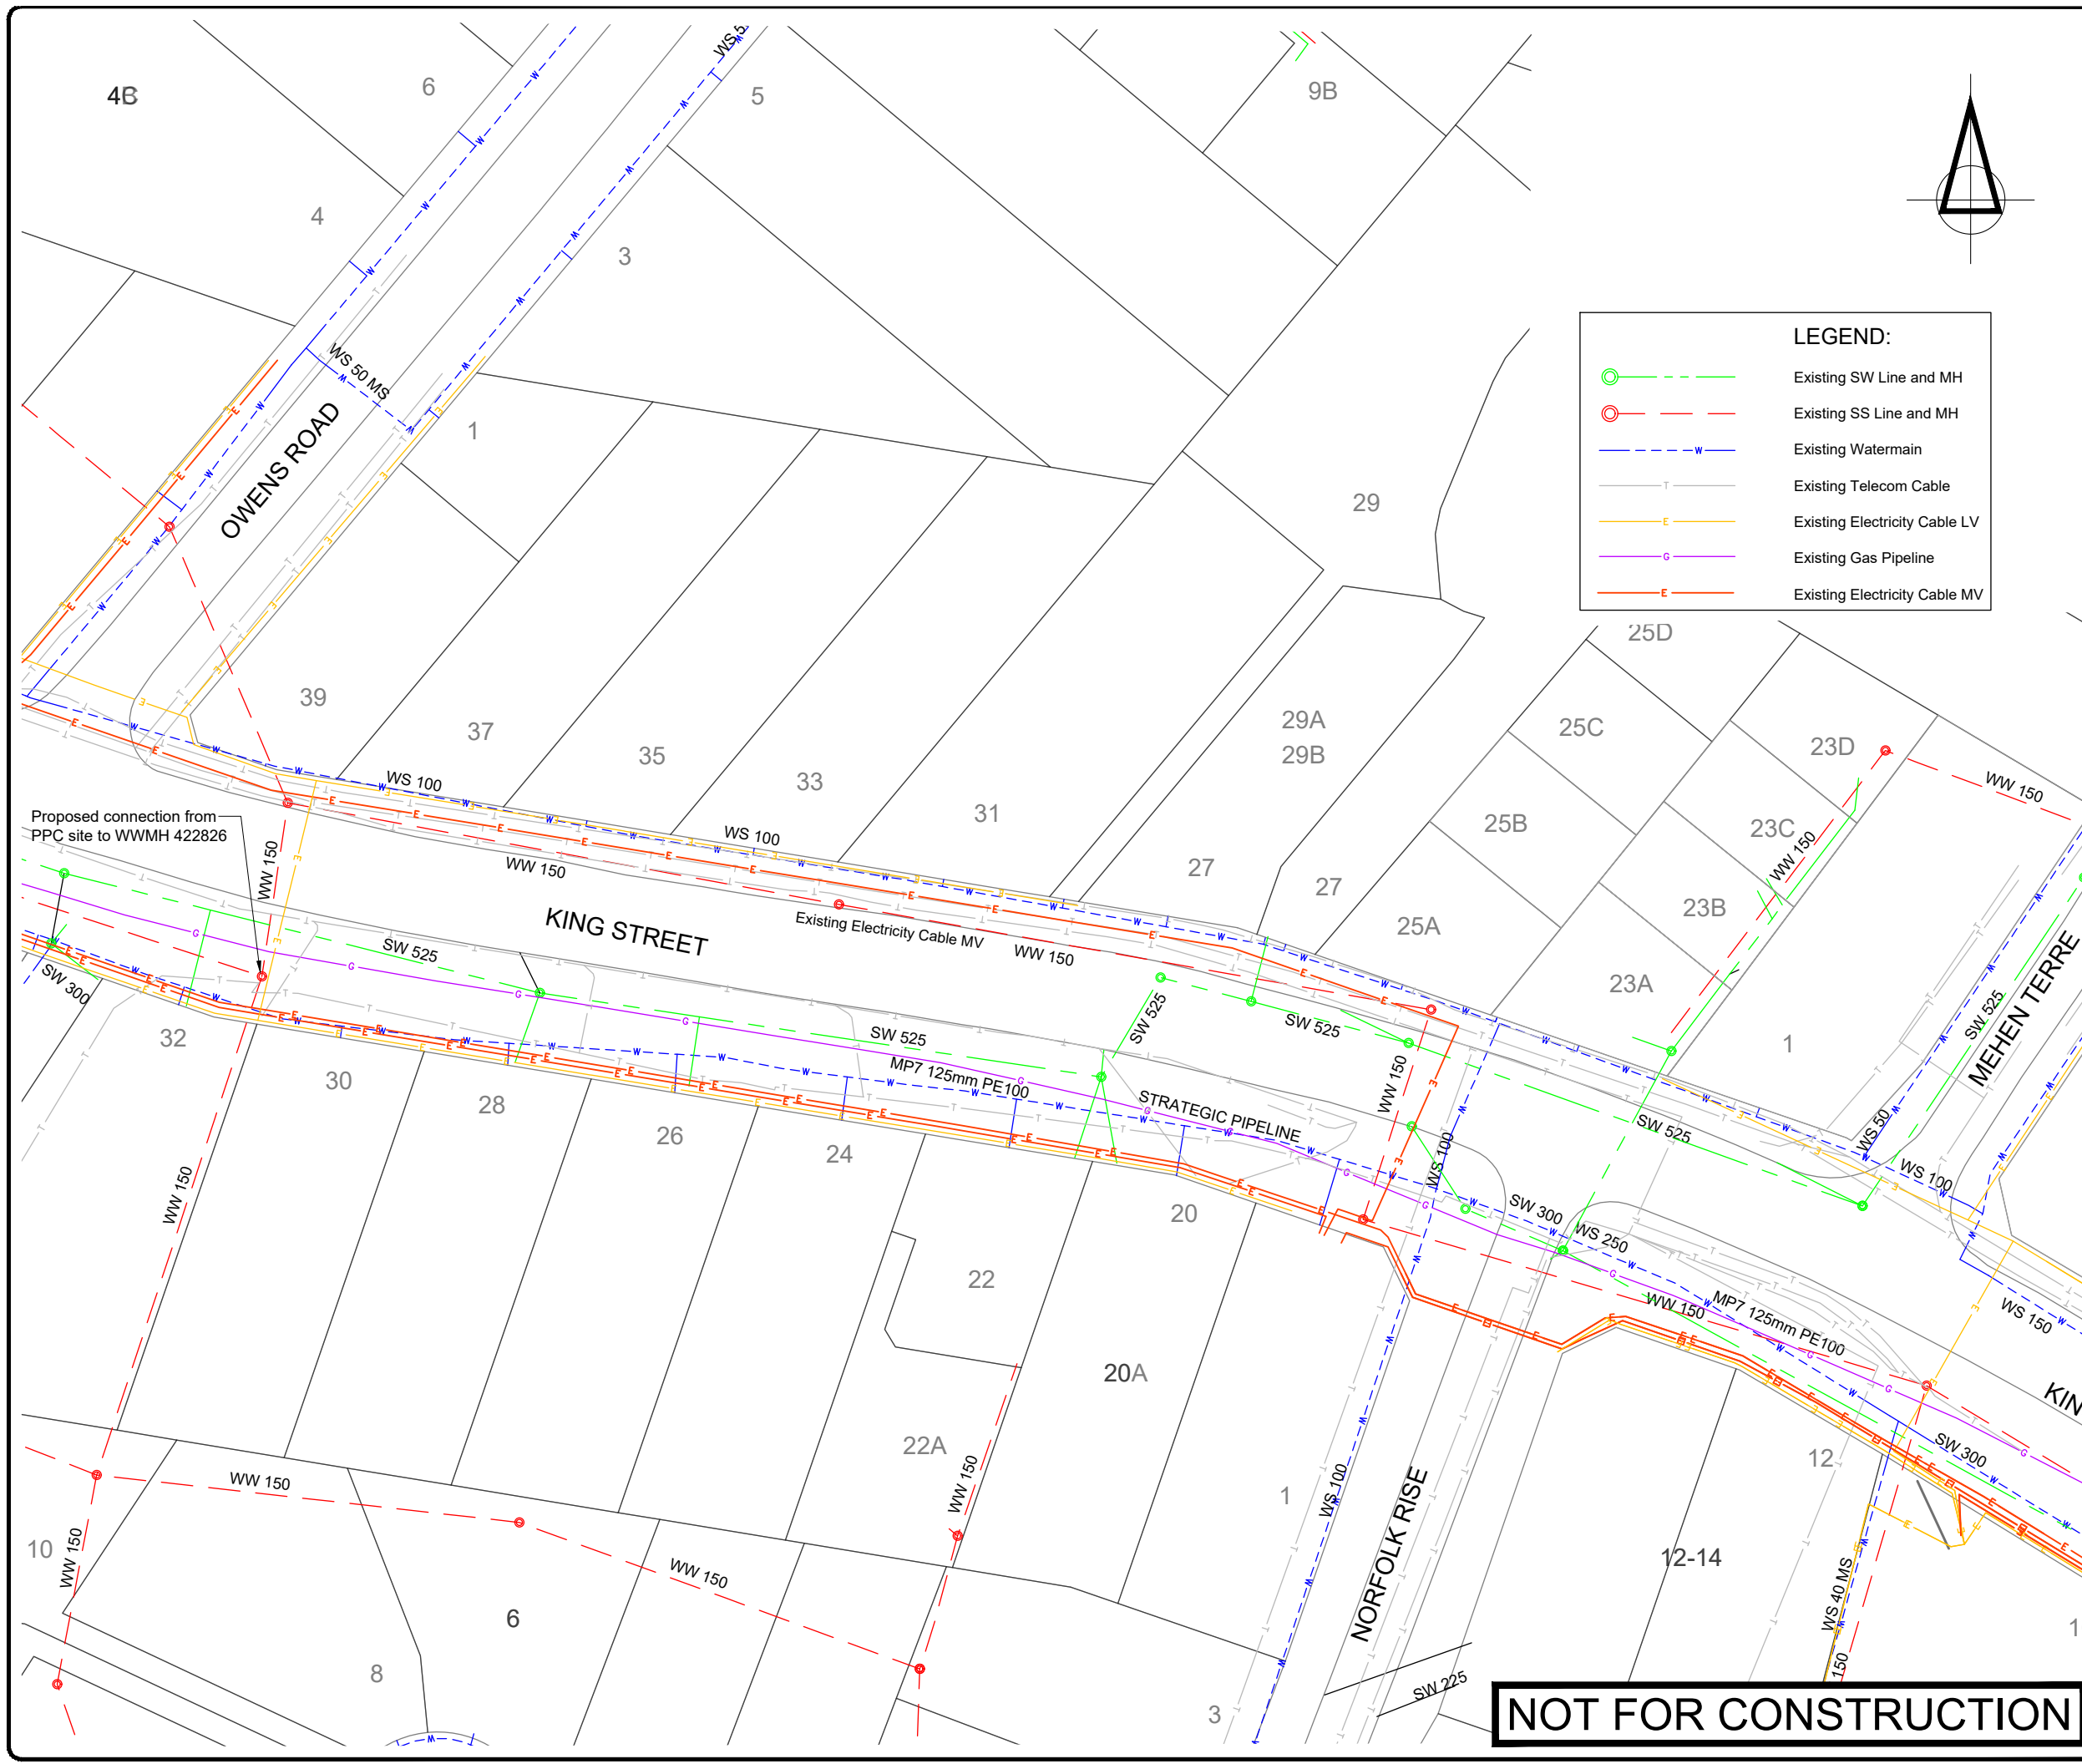 4B
6
4
5
3
9B
WS 50 MS
OWENS ROAD
1
29
LEGEND:
Existing SW Line and MH
Existing SS Line and MH
Existing Watermain
Existing Telecom Cable
Existing Electricity Cable LV
Existing Gas Pipeline
Existing Electricity Cable MV
25D
39
37
35
33
31
29A
29B
27
27
25C
25B
25A
23D
23C
23B
23A
WW 150
WW 150
1
MEHEN TERRE
SW 525
WS 100
WS 100
Proposed connection from
PPC site to WWMH 422826
WW 150
WW 150
KING STREET
Existing Electricity Cable MV
WW 150
SW 525
SW 300
SW 525
SW 525
SW 525
MP7 125mm PE100
STRATEGIC PIPELINE
WW 150
WS 100
SW 525
WS 50
WS 100
SW 300
WS 250
WW 150
MP7 125mm PE100
WS 150
KIN
32
30
28
26
24
22
20
20A
22A
WW 150
WW 150
WW 150
WW 150
WW 150
10
8
6
1
3
WS 100
NORFOLK RISE
SW 225
12
12-14
SW 300
WS 40 MS
150
1
NOT FOR CONSTRUCTION